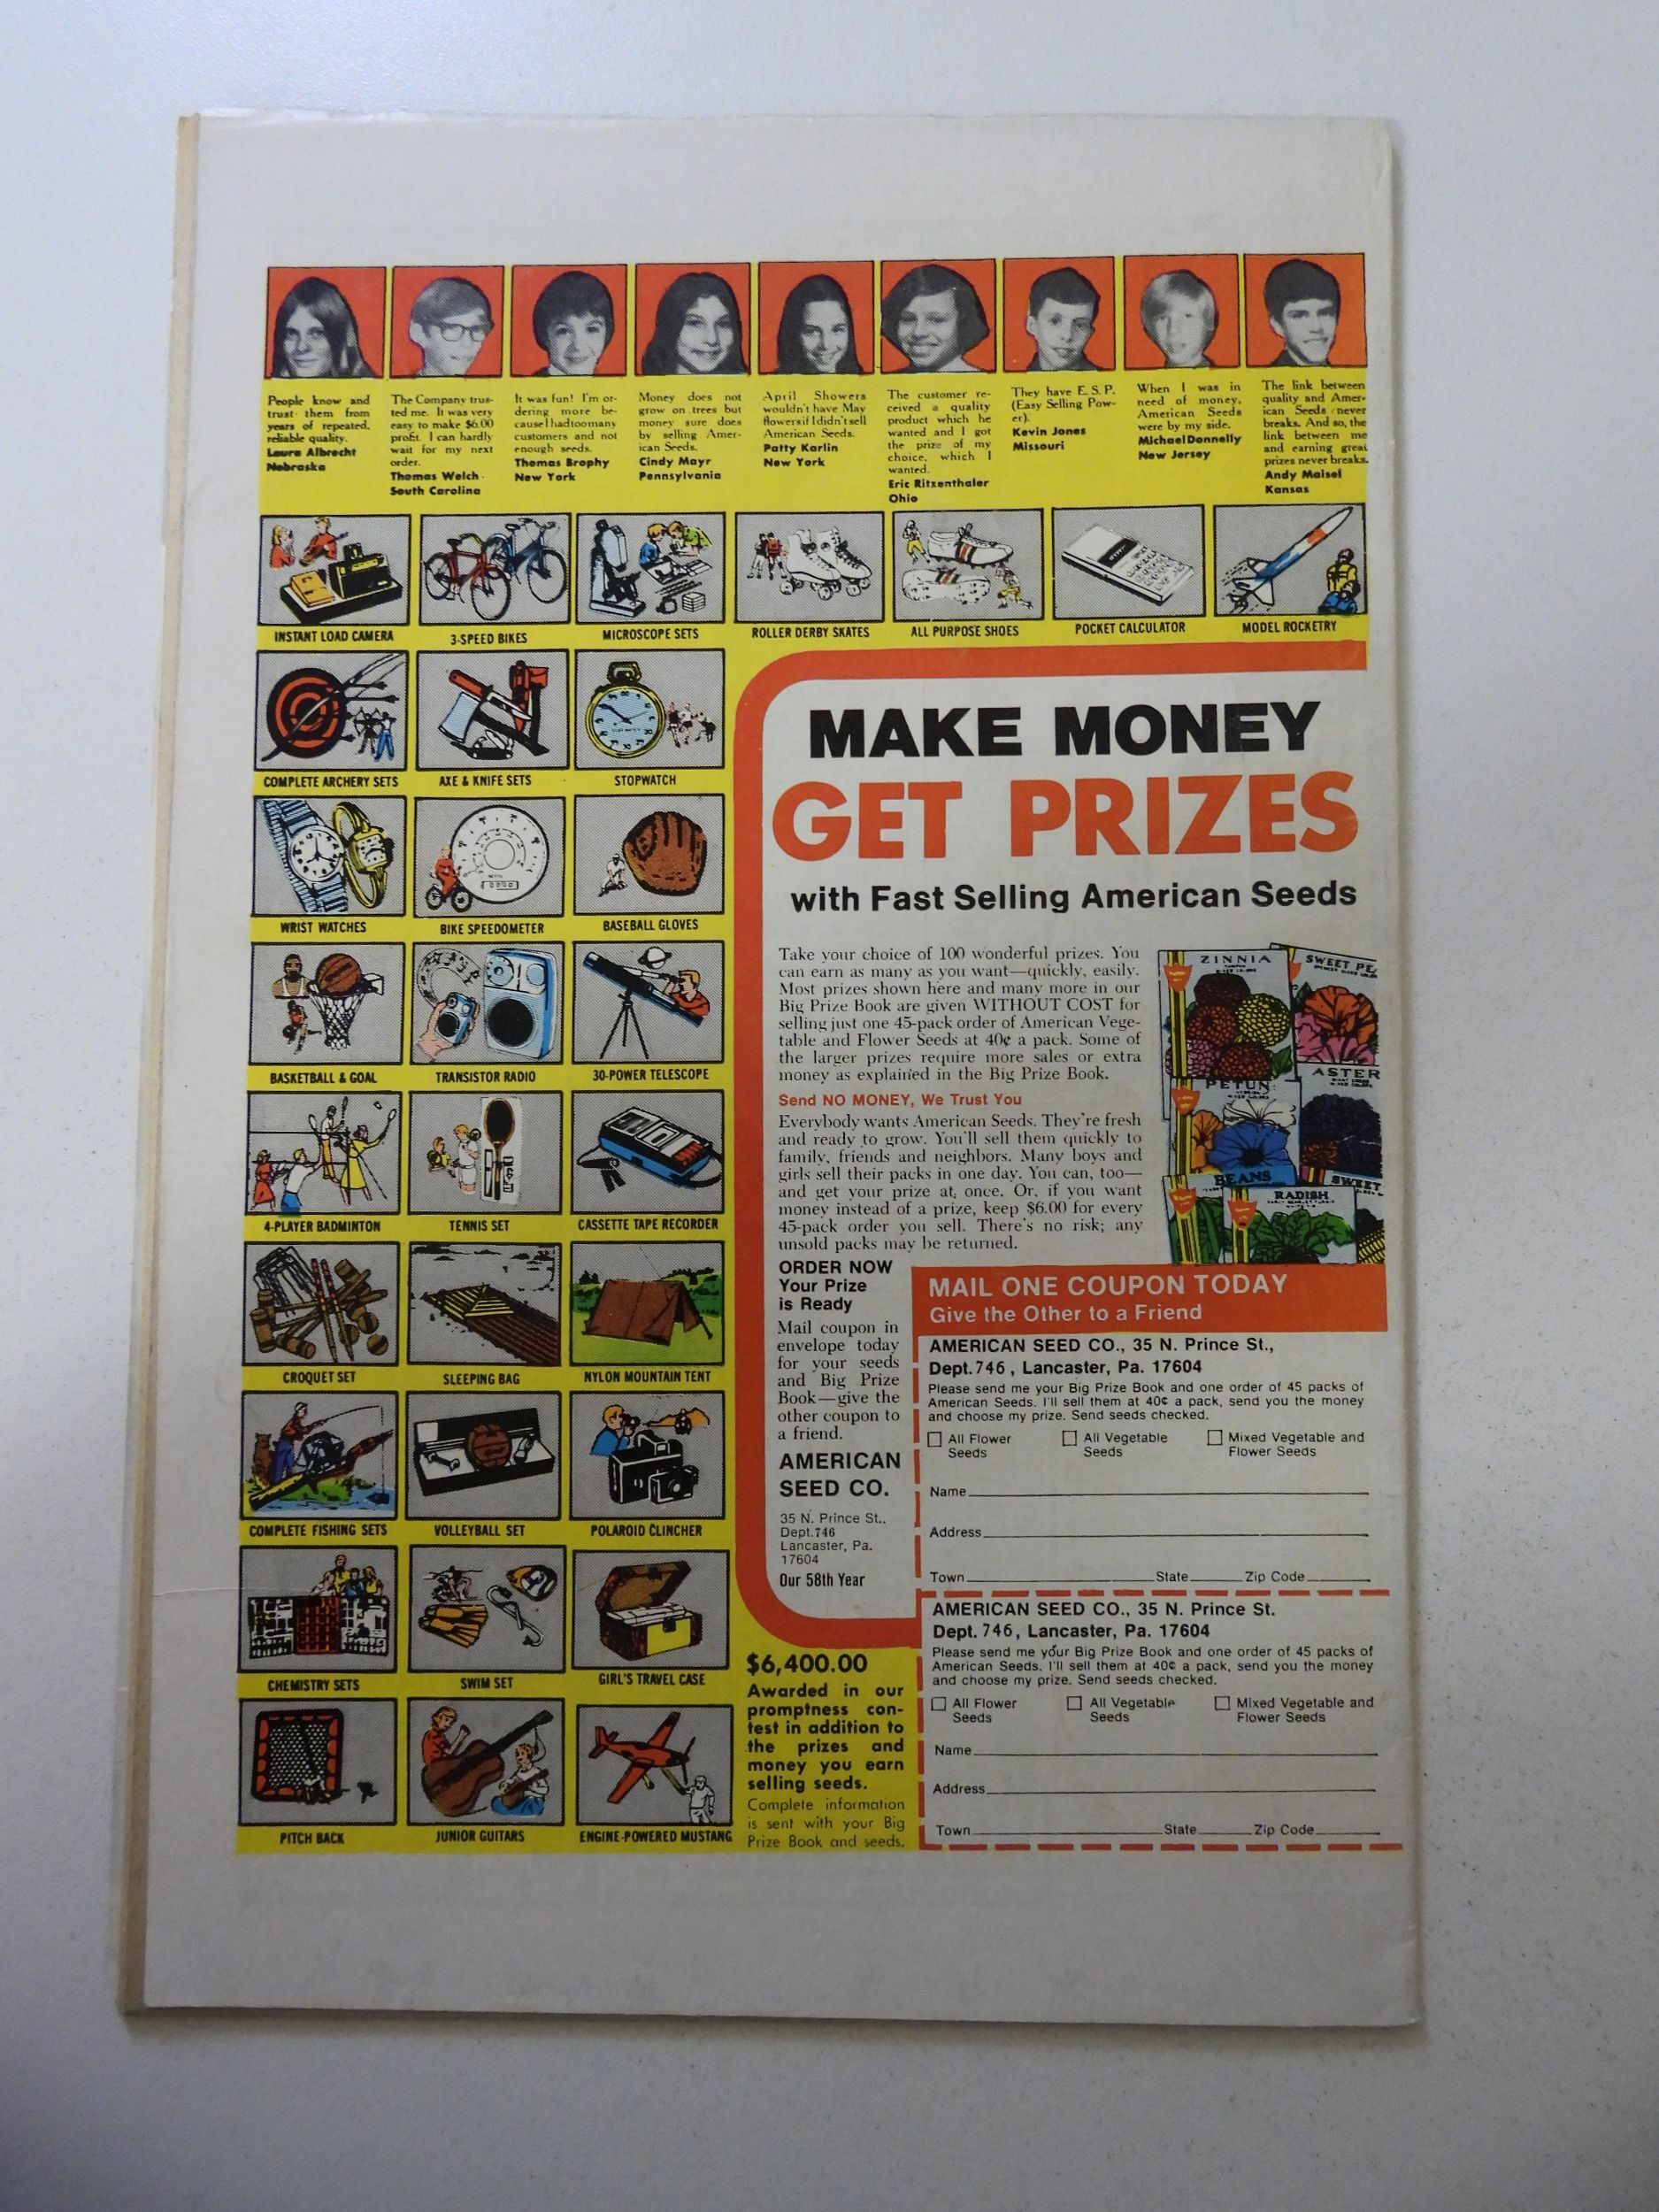 People know and
trust them from
years of repeated,
reliable quality.
Laura Albrecht
Nebraska
The Company trus-
ted me. It was very
easy to make $6.00
profit. I can hardly
wait for my next
order.
Thomas Welch
South Carolina
It was fun! I'm or-
dering more be-
cause I had too many
customers and not
enough seeds.
Thomas Brophy
New York
Money does not
grow on trees but
money sure does
by selling Amer-
ican Seeds.
Cindy Mayr
Pennsylvania
April Showers
wouldn't have May
flowers if I didn't sell
American Seeds.
Patty Karlin
New York
The customer re-
ceived a quality
product which he
wanted and I got
the prize of my
choice, which I
wanted.
Eric Ritzenthaler
Ohio
They have E.S.P.
(Easy Selling Pow-
er).
Kevin Jones
Missouri
When I was in
need of money,
American Seeds
were by my side.
Michael Donnelly
New Jersey
The link between
quality and Amer-
ican Seeds never
breaks. And so, the
link between me
and earning great
prizes never breaks.
Andy Maisel
Kansas
INSTANT LOAD CAMERA
3-SPEED BIKES
MICROSCOPE SETS
ROLLER DERBY SKATES
ALL PURPOSE SHOES
POCKET CALCULATOR
MODEL ROCKETRY
COMPLETE ARCHERY SETS
AXE & KNIFE SETS
STOPWATCH
WRIST WATCHES
BIKE SPEEDOMETER
BASEBALL GLOVES
BASKETBALL & GOAL
TRANSISTOR RADIO
30-POWER TELESCOPE
4-PLAYER BADMINTON
TENNIS SET
CASSETTE TAPE RECORDER
CROQUET SET
SLEEPING BAG
NYLON MOUNTAIN TENT
COMPLETE FISHING SETS
VOLLEYBALL SET
POLAROID CLINCHER
CHEMISTRY SETS
SWIM SET
GIRL'S TRAVEL CASE
PITCH BACK
JUNIOR GUITARS
ENGINE-POWERED MUSTANG
MAKE MONEY
GET PRIZES
with Fast Selling American Seeds
Take your choice of 100 wonderful prizes. You
can earn as many as you want—quickly, easily.
Most prizes shown here and many more in our
Big Prize Book are given WITHOUT COST for
selling just one 45-pack order of American Vege-
table and Flower Seeds at 40¢ a pack. Some of
the larger prizes require more sales or extra
money as explained in the Big Prize Book.
Send NO MONEY, We Trust You
Everybody wants American Seeds. They're fresh
and ready to grow. You'll sell them quickly to
family, friends and neighbors. Many boys and
girls sell their packs in one day. You can, too—
and get your prize at once. Or, if you want
money instead of a prize, keep $6.00 for every
45-pack order you sell. There's no risk; any
unsold packs may be returned.
ZINNIA
SWEET PE
ASTER
PETUN
BEANS
SWEET
RADISH
ORDER NOW
Your Prize
is Ready
Mail coupon in
envelope today
for your seeds
and Big Prize
Book—give the
other coupon to
a friend.
AMERICAN
SEED CO.
35 N. Prince St.,
Dept. 746
Lancaster, Pa.
17604
Our 58th Year
MAIL ONE COUPON TODAY
Give the Other to a Friend
AMERICAN SEED CO., 35 N. Prince St.,
Dept. 746, Lancaster, Pa. 17604
Please send me your Big Prize Book and one order of 45 packs of
American Seeds. I'll sell them at 40¢ a pack, send you the money
and choose my prize. Send seeds checked.
All Flower Seeds
All Vegetable Seeds
Mixed Vegetable and Flower Seeds
Name
Address
Town State Zip Code
AMERICAN SEED CO., 35 N. Prince St.
Dept. 746, Lancaster, Pa. 17604
Please send me your Big Prize Book and one order of 45 packs of
American Seeds. I'll sell them at 40¢ a pack, send you the money
and choose my prize. Send seeds checked.
All Flower Seeds
All Vegetable Seeds
Mixed Vegetable and Flower Seeds
Name
Address
Town State Zip Code
$6,400.00
Awarded in our
promptness con-
test in addition to
the prizes and
money you earn
selling seeds.
Complete information
is sent with your Big
Prize Book and seeds.